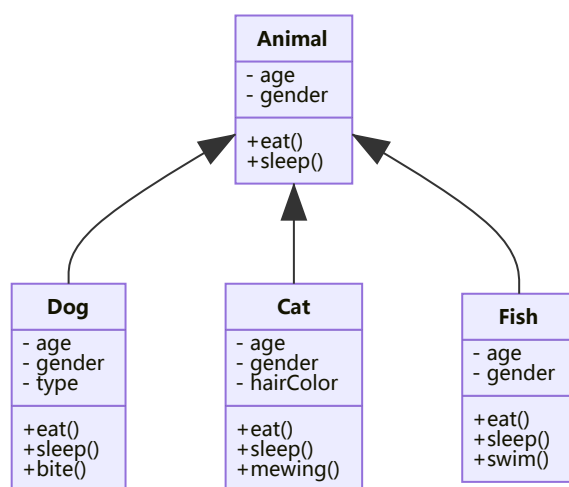 Animal
- age
- gender
+eat()
+sleep()
Dog
- age
- gender
- type
+eat()
+sleep()
+bite()
Cat
- age
- gender
- hairColor
+eat()
+sleep()
+mewing()
Fish
- age
- gender
+eat()
+sleep()
+swim()